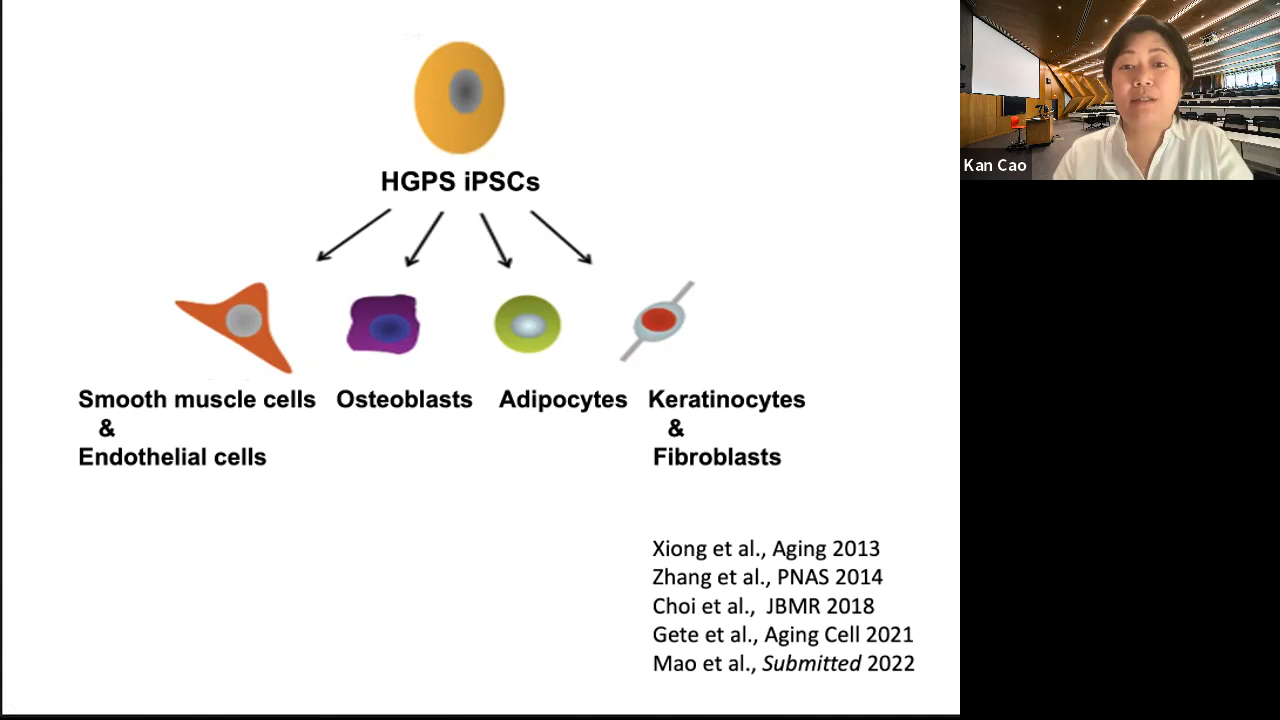 HGPS iPSCs
Smooth muscle cells
&
Endothelial cells
Osteoblasts
Adipocytes
Keratinocytes
&
Fibroblasts
Xiong et al., Aging 2013
Zhang et al., PNAS 2014
Choi et al.,  JBMR 2018
Gete et al., Aging Cell 2021
Mao et al., Submitted 2022
Kan Cao